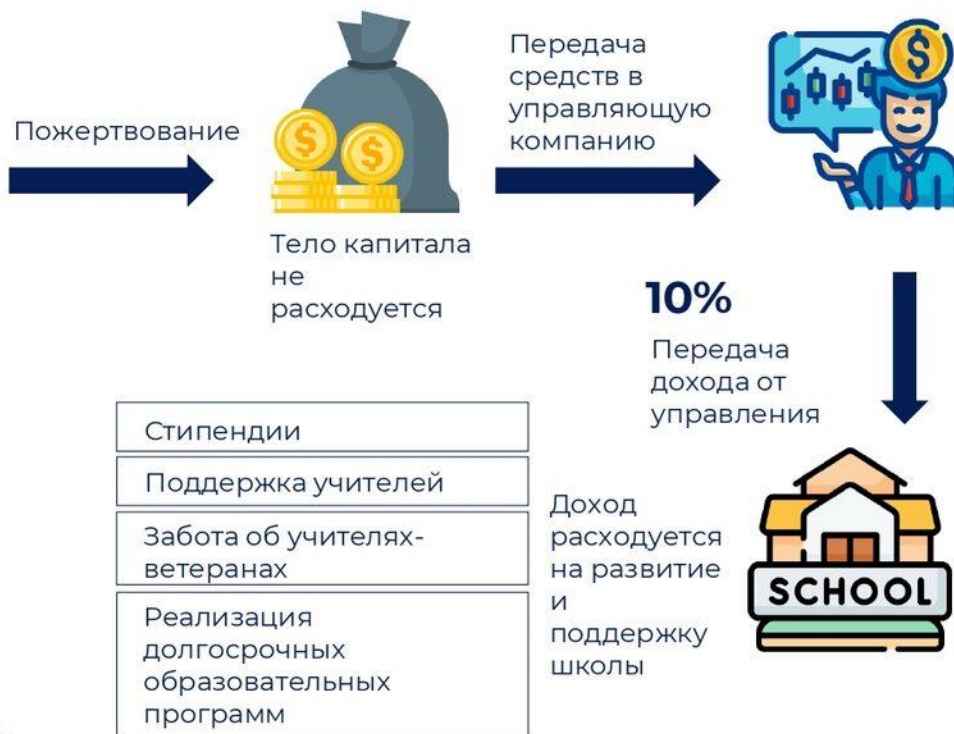 Пожертвование
Тело капитала
не
расходуется
Передача
средств в
управляющую
компанию
$
$
$
10%
Передача
дохода от
управления
SCHOOL
Доход
расходуется
на развитие
и
поддержку
школы
Стипендии
Поддержка учителей
Забота об учителях-
ветеранах
Реализация
долгосрочных
образовательных
программ